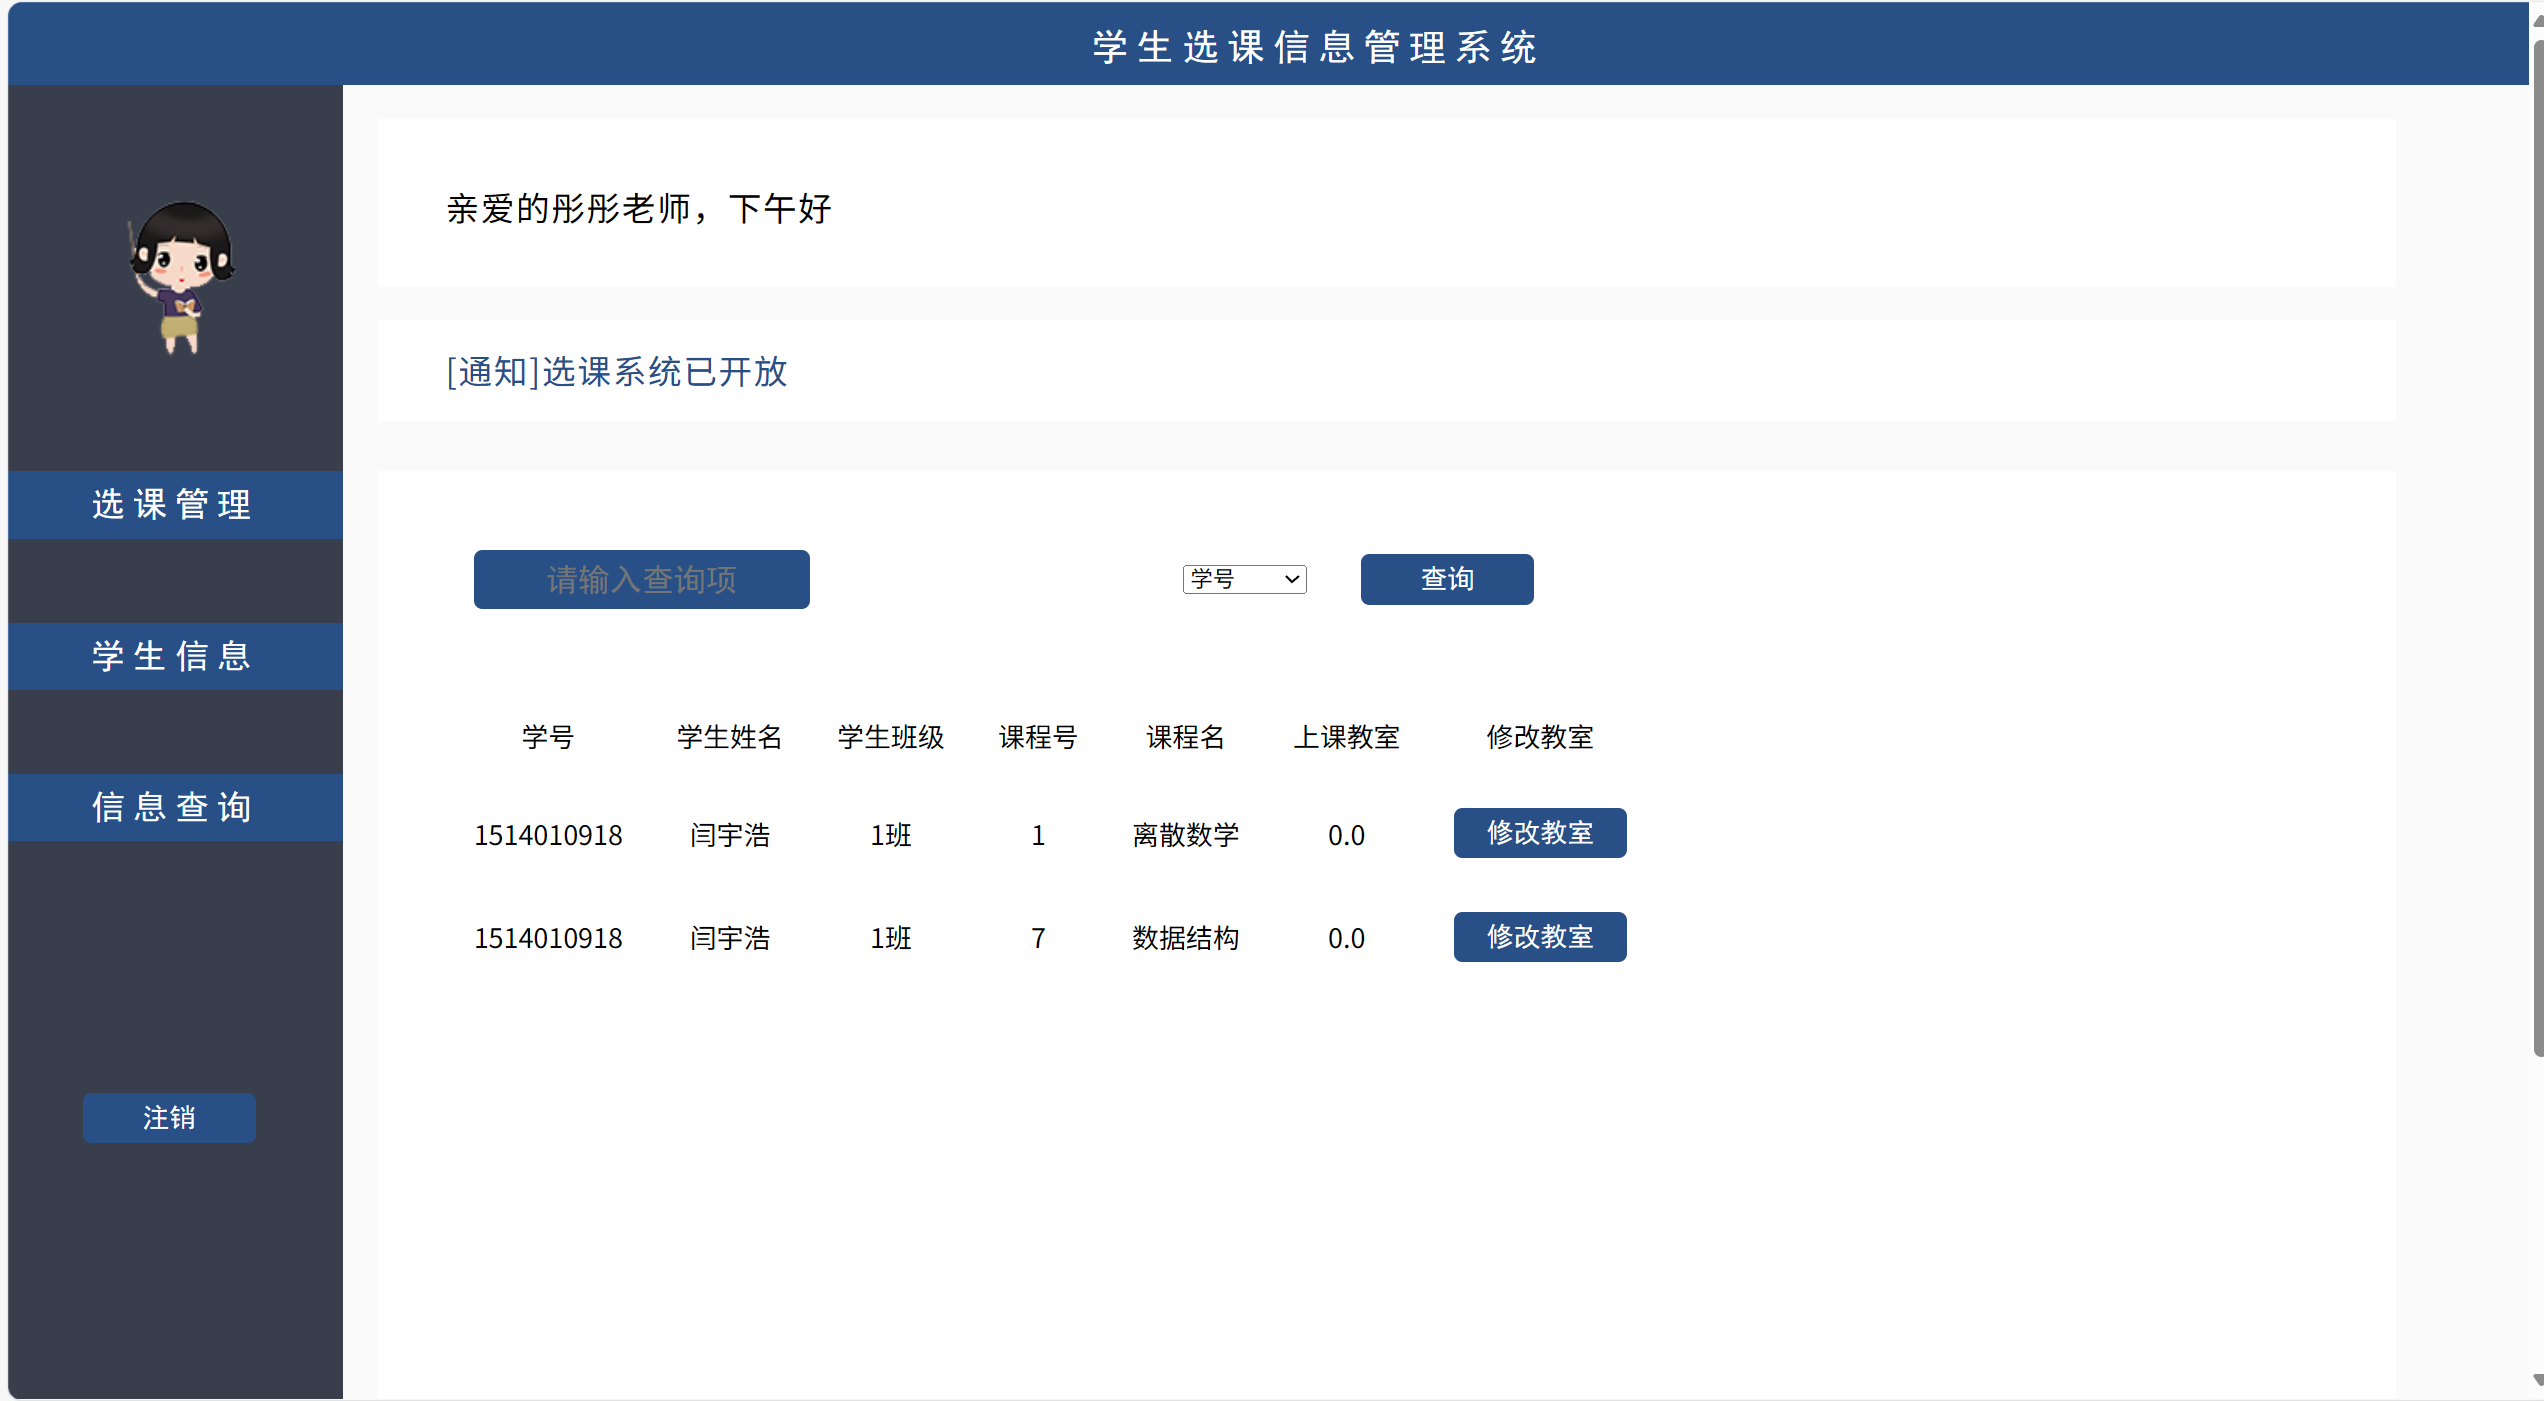 学生选课信息管理系统
亲爱的彤彤老师，下午好
[通知]选课系统已开放
选课管理
学生信息
信息查询
注销
请输入查询项 学号 查询
学号 学生姓名 学生班级 课程号 课程名 上课教室 修改教室
1514010918 闫宇浩 1班 1 离散数学 0.0 修改教室
1514010918 闫宇浩 1班 7 数据结构 0.0 修改教室